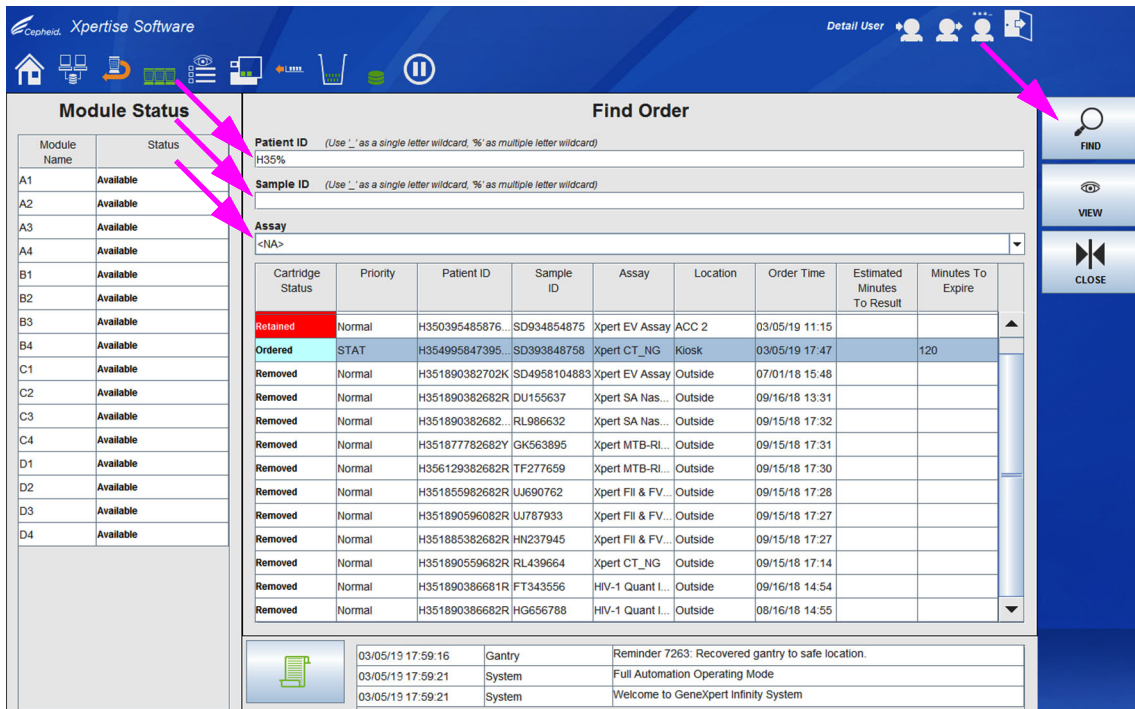 Cepheid. Xpertise Software
Detail User
Module Status
Module Name Status
A1 Available
A2 Available
A3 Available
A4 Available
B1 Available
B2 Available
B3 Available
B4 Available
C1 Available
C2 Available
C3 Available
C4 Available
D1 Available
D2 Available
D3 Available
D4 Available
Find Order
Patient ID (Use '_' as a single letter wildcard, '%' as multiple letter wildcard)
H35%
Sample ID (Use '_' as a single letter wildcard, '%' as multiple letter wildcard)
Assay
<NA>
Cartridge Status Priority Patient ID Sample ID Assay Location Order Time Estimated Minutes To Result Minutes To Expire
Retained Normal H350395485876... SD934854875 Xpert EV Assay ACC 2 03/05/19 11:15
Ordered STAT H354995847395... SD393848758 Xpert CT_NG Kiosk 03/05/19 17:47 120
Removed Normal H351890382702K SD4958104883 Xpert EV Assay Outside 07/01/18 15:48
Removed Normal H351890382682R DU155637 Xpert SA Nas... Outside 09/16/18 13:31
Removed Normal H351890382682... RL986632 Xpert SA Nas... Outside 09/15/18 17:32
Removed Normal H351877782682Y GK563895 Xpert MTB-RI... Outside 09/15/18 17:31
Removed Normal H356129382682R TF277659 Xpert MTB-RI... Outside 09/15/18 17:30
Removed Normal H351855982682R UJ690762 Xpert FII & FV... Outside 09/15/18 17:28
Removed Normal H351890596082R UJ787933 Xpert FII & FV... Outside 09/15/18 17:27
Removed Normal H351885382682R HN237945 Xpert FII & FV... Outside 09/15/18 17:27
Removed Normal H351890559682R RL439664 Xpert CT_NG Outside 09/15/18 17:14
Removed Normal H351890386681R FT343556 HIV-1 Quant I... Outside 09/16/18 14:54
Removed Normal H351890386682R HG656788 HIV-1 Quant I... Outside 08/16/18 14:55
03/05/19 17:59:16 Gantry Reminder 7263: Recovered gantry to safe location.
03/05/19 17:59:21 System Full Automation Operating Mode
03/05/19 17:59:21 System Welcome to GeneXpert Infinity System
FIND
VIEW
CLOSE